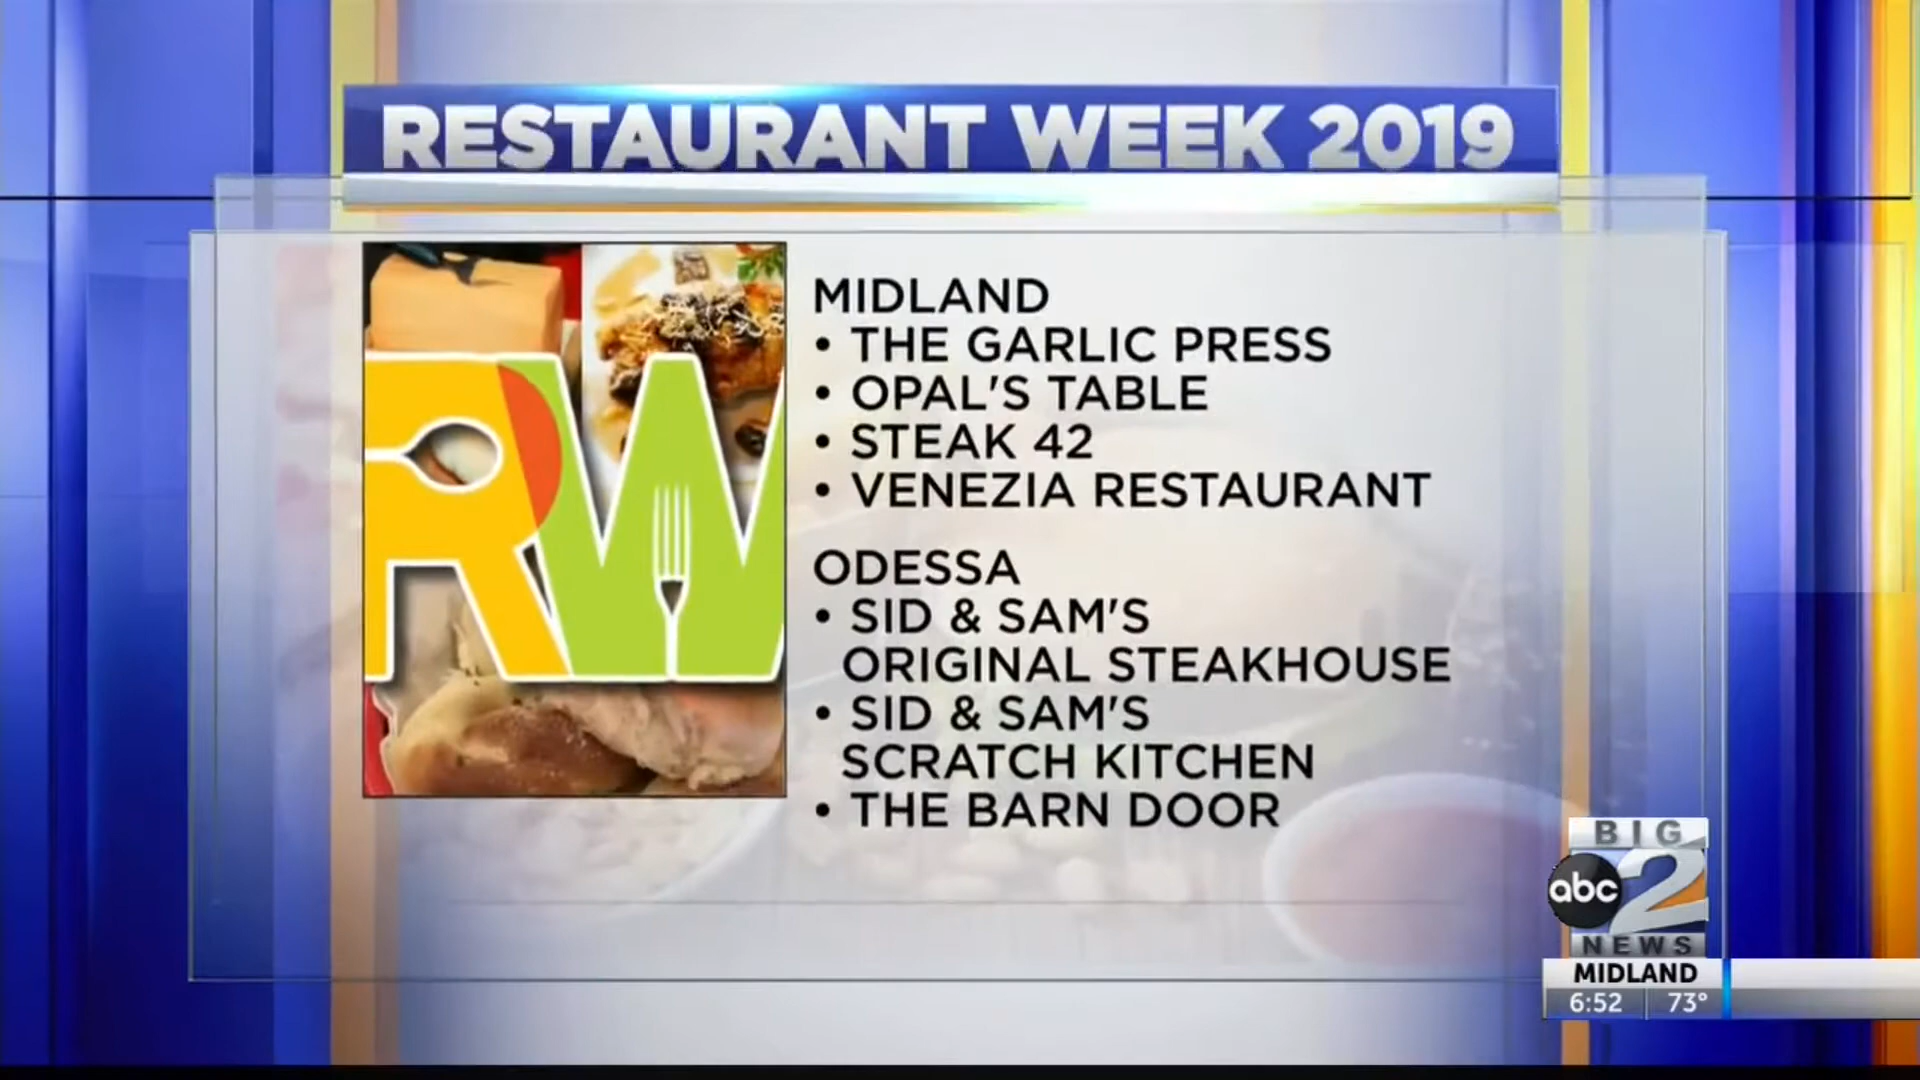 RESTAURANT WEEK 2019
RW
MIDLAND
• THE GARLIC PRESS
• OPAL'S TABLE
• STEAK 42
• VENEZIA RESTAURANT
ODESSA
• SID & SAM'S
ORIGINAL STEAKHOUSE
• SID & SAM'S
SCRATCH KITCHEN
• THE BARN DOOR
BIG
abc 2
NEWS
MIDLAND
6:52 73°